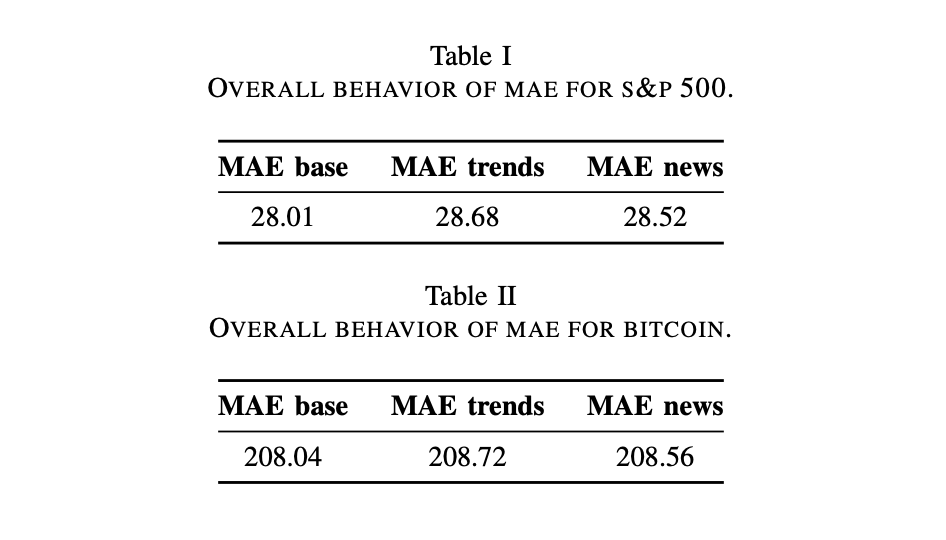 Table I
OVERALL BEHAVIOR OF MAE FOR S&P 500.
MAE base MAE trends MAE news
28.01 28.68 28.52
Table II
OVERALL BEHAVIOR OF MAE FOR BITCOIN.
MAE base MAE trends MAE news
208.04 208.72 208.56